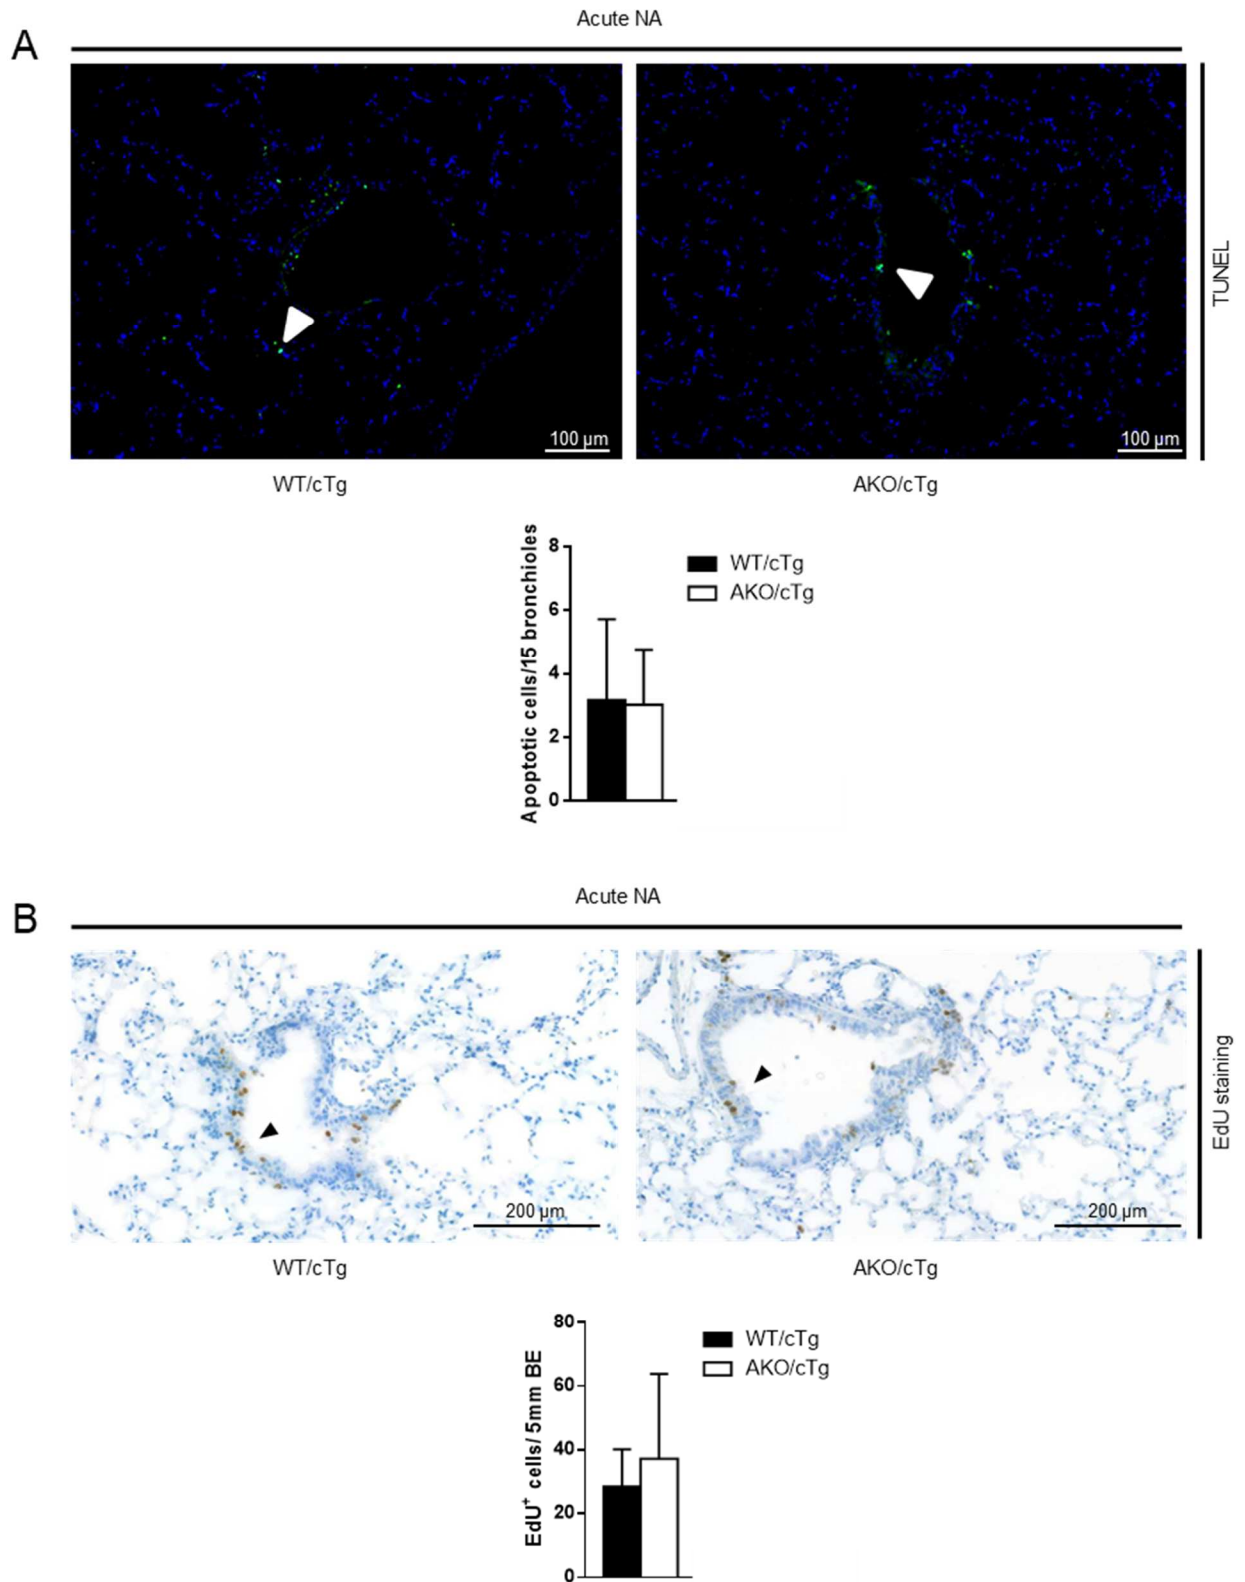 A
Acute NA
TUNEL
100 µm
100 µm
WT/cTg
AKO/cTg
Apoptotic cells/15 bronchioles
8
6
4
2
0
WT/cTg
AKO/cTg
B
Acute NA
EdU staining
200 µm
200 µm
WT/cTg
AKO/cTg
EdU⁺ cells/ 5mm BE
80
60
40
20
0
WT/cTg
AKO/cTg